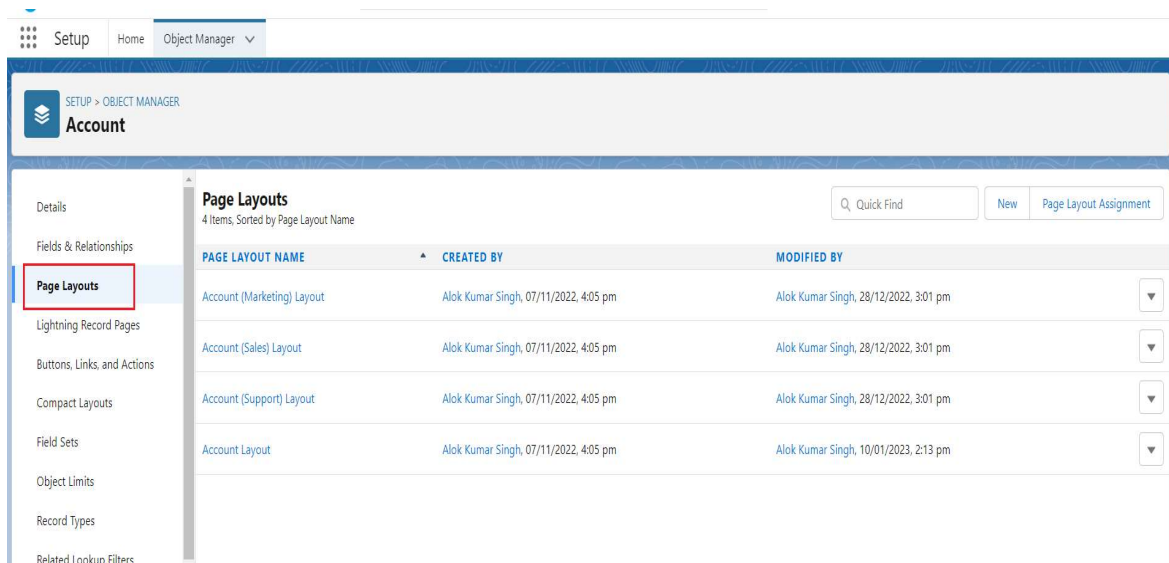 Setup Home Object Manager
SETUP > OBJECT MANAGER
Account
Details
Fields & Relationships
Page Layouts
Lightning Record Pages
Buttons, Links, and Actions
Compact Layouts
Field Sets
Object Limits
Record Types
Related Lookup Filters
Page Layouts
4 Items, Sorted by Page Layout Name
Quick Find New Page Layout Assignment
PAGE LAYOUT NAME CREATED BY MODIFIED BY
Account (Marketing) Layout Alok Kumar Singh, 07/11/2022, 4:05 pm Alok Kumar Singh, 28/12/2022, 3:01 pm
Account (Sales) Layout Alok Kumar Singh, 07/11/2022, 4:05 pm Alok Kumar Singh, 28/12/2022, 3:01 pm
Account (Support) Layout Alok Kumar Singh, 07/11/2022, 4:05 pm Alok Kumar Singh, 28/12/2022, 3:01 pm
Account Layout Alok Kumar Singh, 07/11/2022, 4:05 pm Alok Kumar Singh, 10/01/2023, 2:13 pm